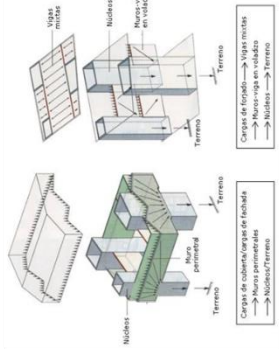 Vigas
mixtas
Núcleos
Muros-viga
en voladizo
Terreno
Terreno
Cargas de forjado → Vigas mixtas
→ Muros-viga en voladizo
→ Núcleos → Terreno
Núcleos
Muro
perimetral
Terreno
Terreno
Cargas de cubierta/cargas de fachada
→ Muros perimetrales
→ Núcleos/Terreno